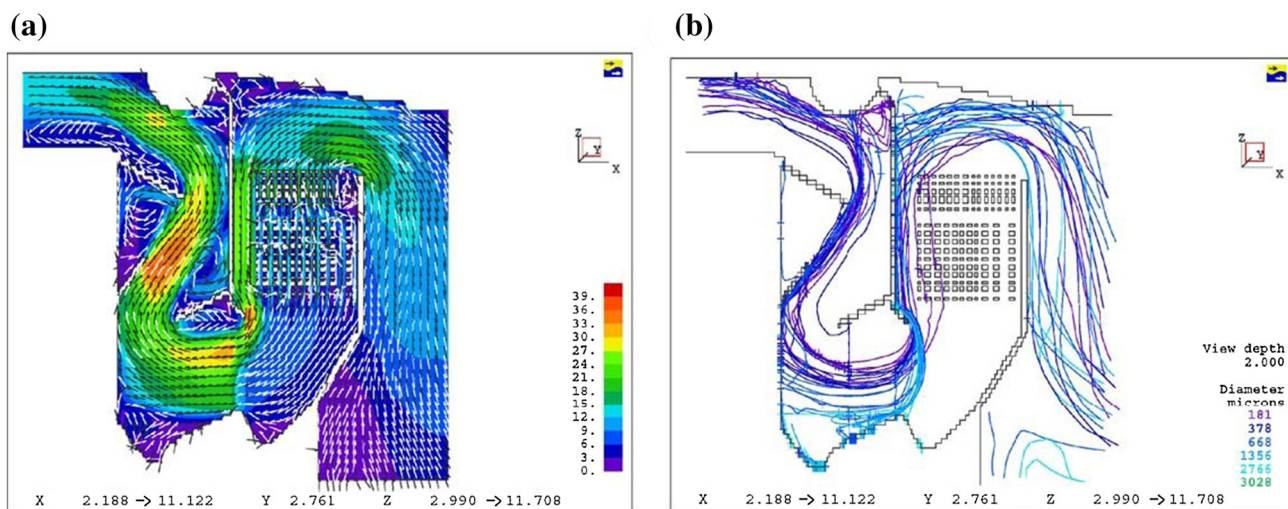 (a)
Z
Y
X
39.
36.
33.
30.
27.
24.
21.
18.
15.
12.
9.
6.
3.
0.
X 2.188 → 11.122 Y 2.761 Z 2.990 → 11.708
(b)
Z
Y
X
View depth
2.000
Diameter
microns
181
378
668
1356
2766
3028
X 2.188 → 11.122 Y 2.761 Z 2.990 → 11.708